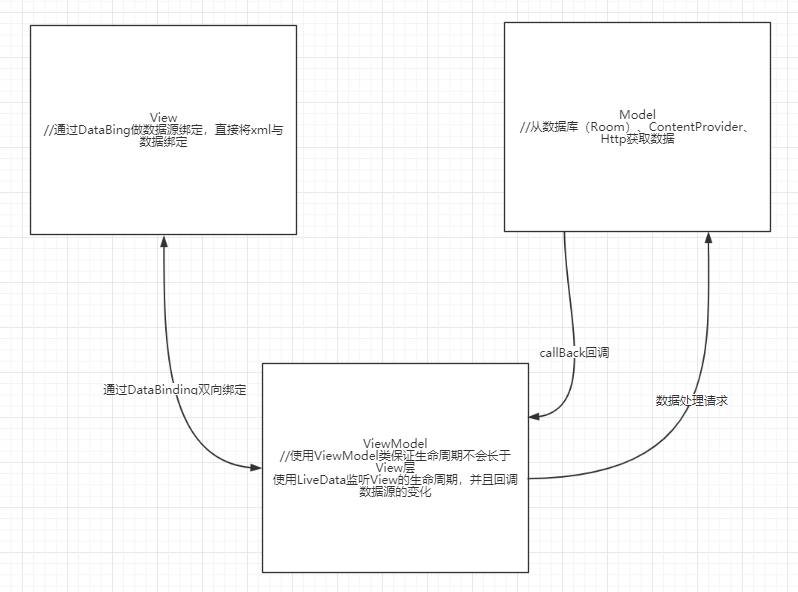 View
//通过DataBing做数据源绑定，直接将xml与
数据绑定
Model
//从数据库（Room）、ContentProvider、
Http获取数据
callBack回调
通过DataBinding双向绑定
数据处理请求
ViewModel
//使用ViewModel类保证生命周期不会长于
View层
使用LiveData监听View的生命周期，并且回调
数据源的变化